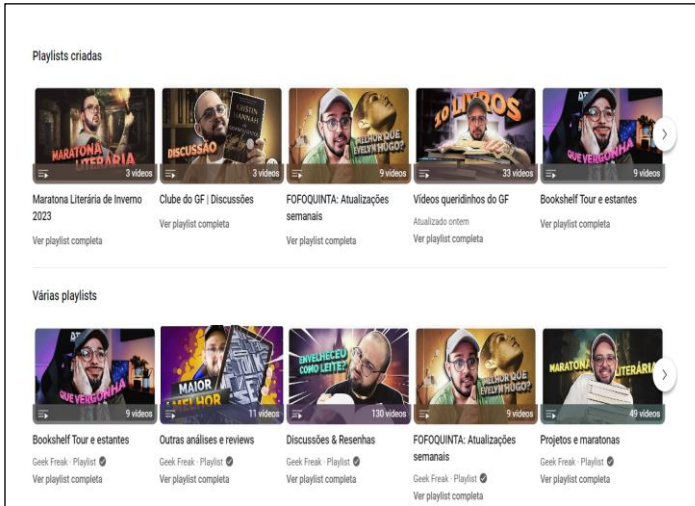 Playlists criadas
MARATONA
LITERÁRIA
3 vídeos
DISCUSSÃO
KRISTIN
HANNAH
3 vídeos
MELHOR QUE
EVELYN HUGO?
9 vídeos
10 LIVROS
33 vídeos
QUE VERGONHA
9 vídeos
Maratona Literária de Inverno
2023
Ver playlist completa
Clube do GF | Discussões
Ver playlist completa
FOFOQUINTA: Atualizações
semanais
Ver playlist completa
Vídeos queridinhos do GF
Atualizado ontem
Ver playlist completa
Bookshelf Tour e estantes
Ver playlist completa
Várias playlists
QUE VERGONHA
9 vídeos
MAIOR
MELHOR
11 vídeos
ENVELHECEU
COMO LEITE?
130 vídeos
MELHOR QUE
EVELYN HUGO?
9 vídeos
MARATONA LITERÁRIA
49 vídeos
Bookshelf Tour e estantes
Geek Freak · Playlist
Ver playlist completa
Outras análises e reviews
Geek Freak · Playlist
Ver playlist completa
Discussões & Resenhas
Geek Freak · Playlist
Ver playlist completa
FOFOQUINTA: Atualizações
semanais
Geek Freak · Playlist
Ver playlist completa
Projetos e maratonas
Geek Freak · Playlist
Ver playlist completa